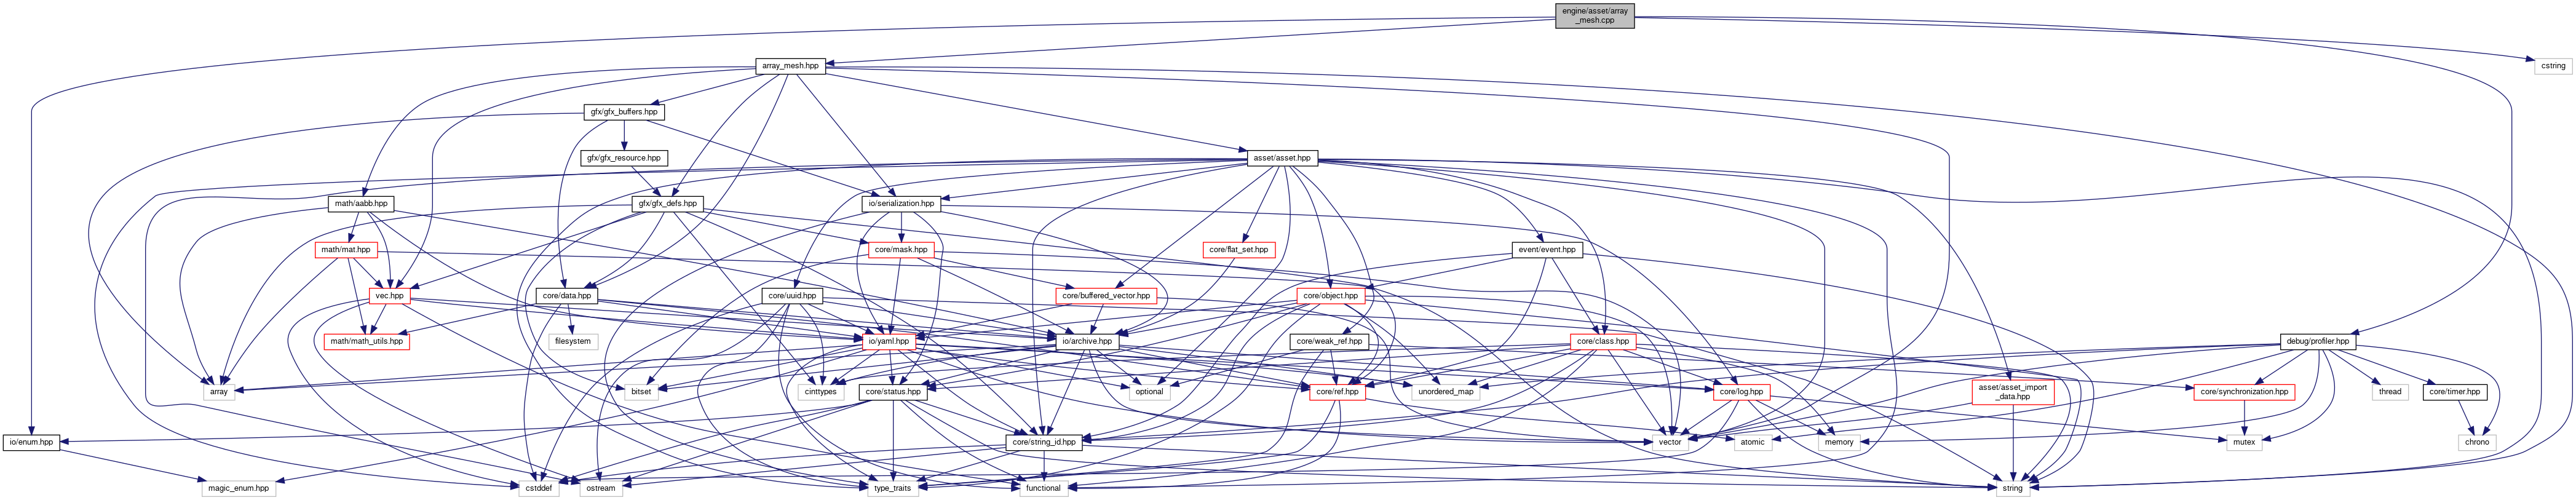 engine/asset/array
_mesh.cpp
array_mesh.hpp
cstring
gfx/gfx_buffers.hpp
gfx/gfx_resource.hpp
asset/asset.hpp
math/aabb.hpp
gfx/gfx_defs.hpp
io/serialization.hpp
math/mat.hpp
core/mask.hpp
core/flat_set.hpp
event/event.hpp
vec.hpp
core/data.hpp
core/uuid.hpp
core/buffered_vector.hpp
core/object.hpp
math/math_utils.hpp
filesystem
io/yaml.hpp
io/archive.hpp
core/weak_ref.hpp
core/class.hpp
debug/profiler.hpp
array
bitset
cinttypes
core/status.hpp
optional
core/ref.hpp
unordered_map
core/log.hpp
asset/asset_import
_data.hpp
core/synchronization.hpp
thread
core/timer.hpp
io/enum.hpp
core/string_id.hpp
vector
atomic
memory
mutex
chrono
magic_enum.hpp
cstddef
ostream
type_traits
functional
string